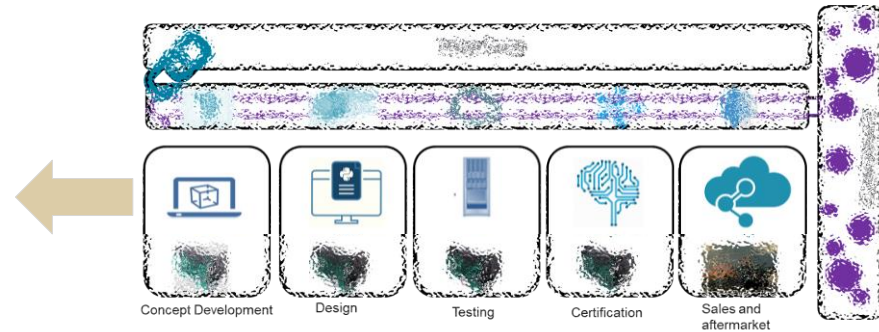 Concept Development
Design
Testing
Certification
Sales and
aftermarket